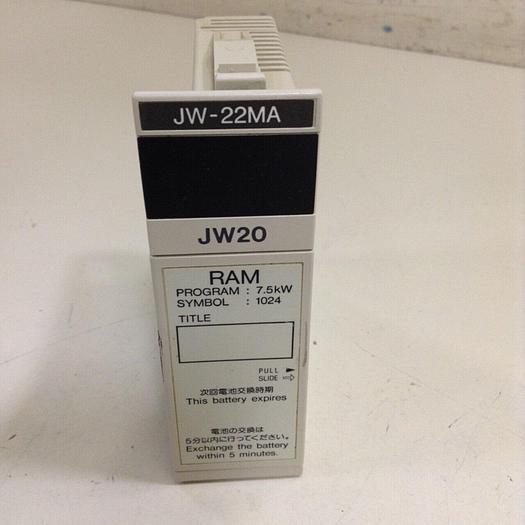 JW-22MA
JW20
RAM
PROGRAM : 7.5kW
SYMBOL : 1024
TITLE
PULL
SLIDE
次回電池交換時期
This battery expires
電池の交換は
5分以内に行ってください。
Exchange the battery
within 5 minutes.